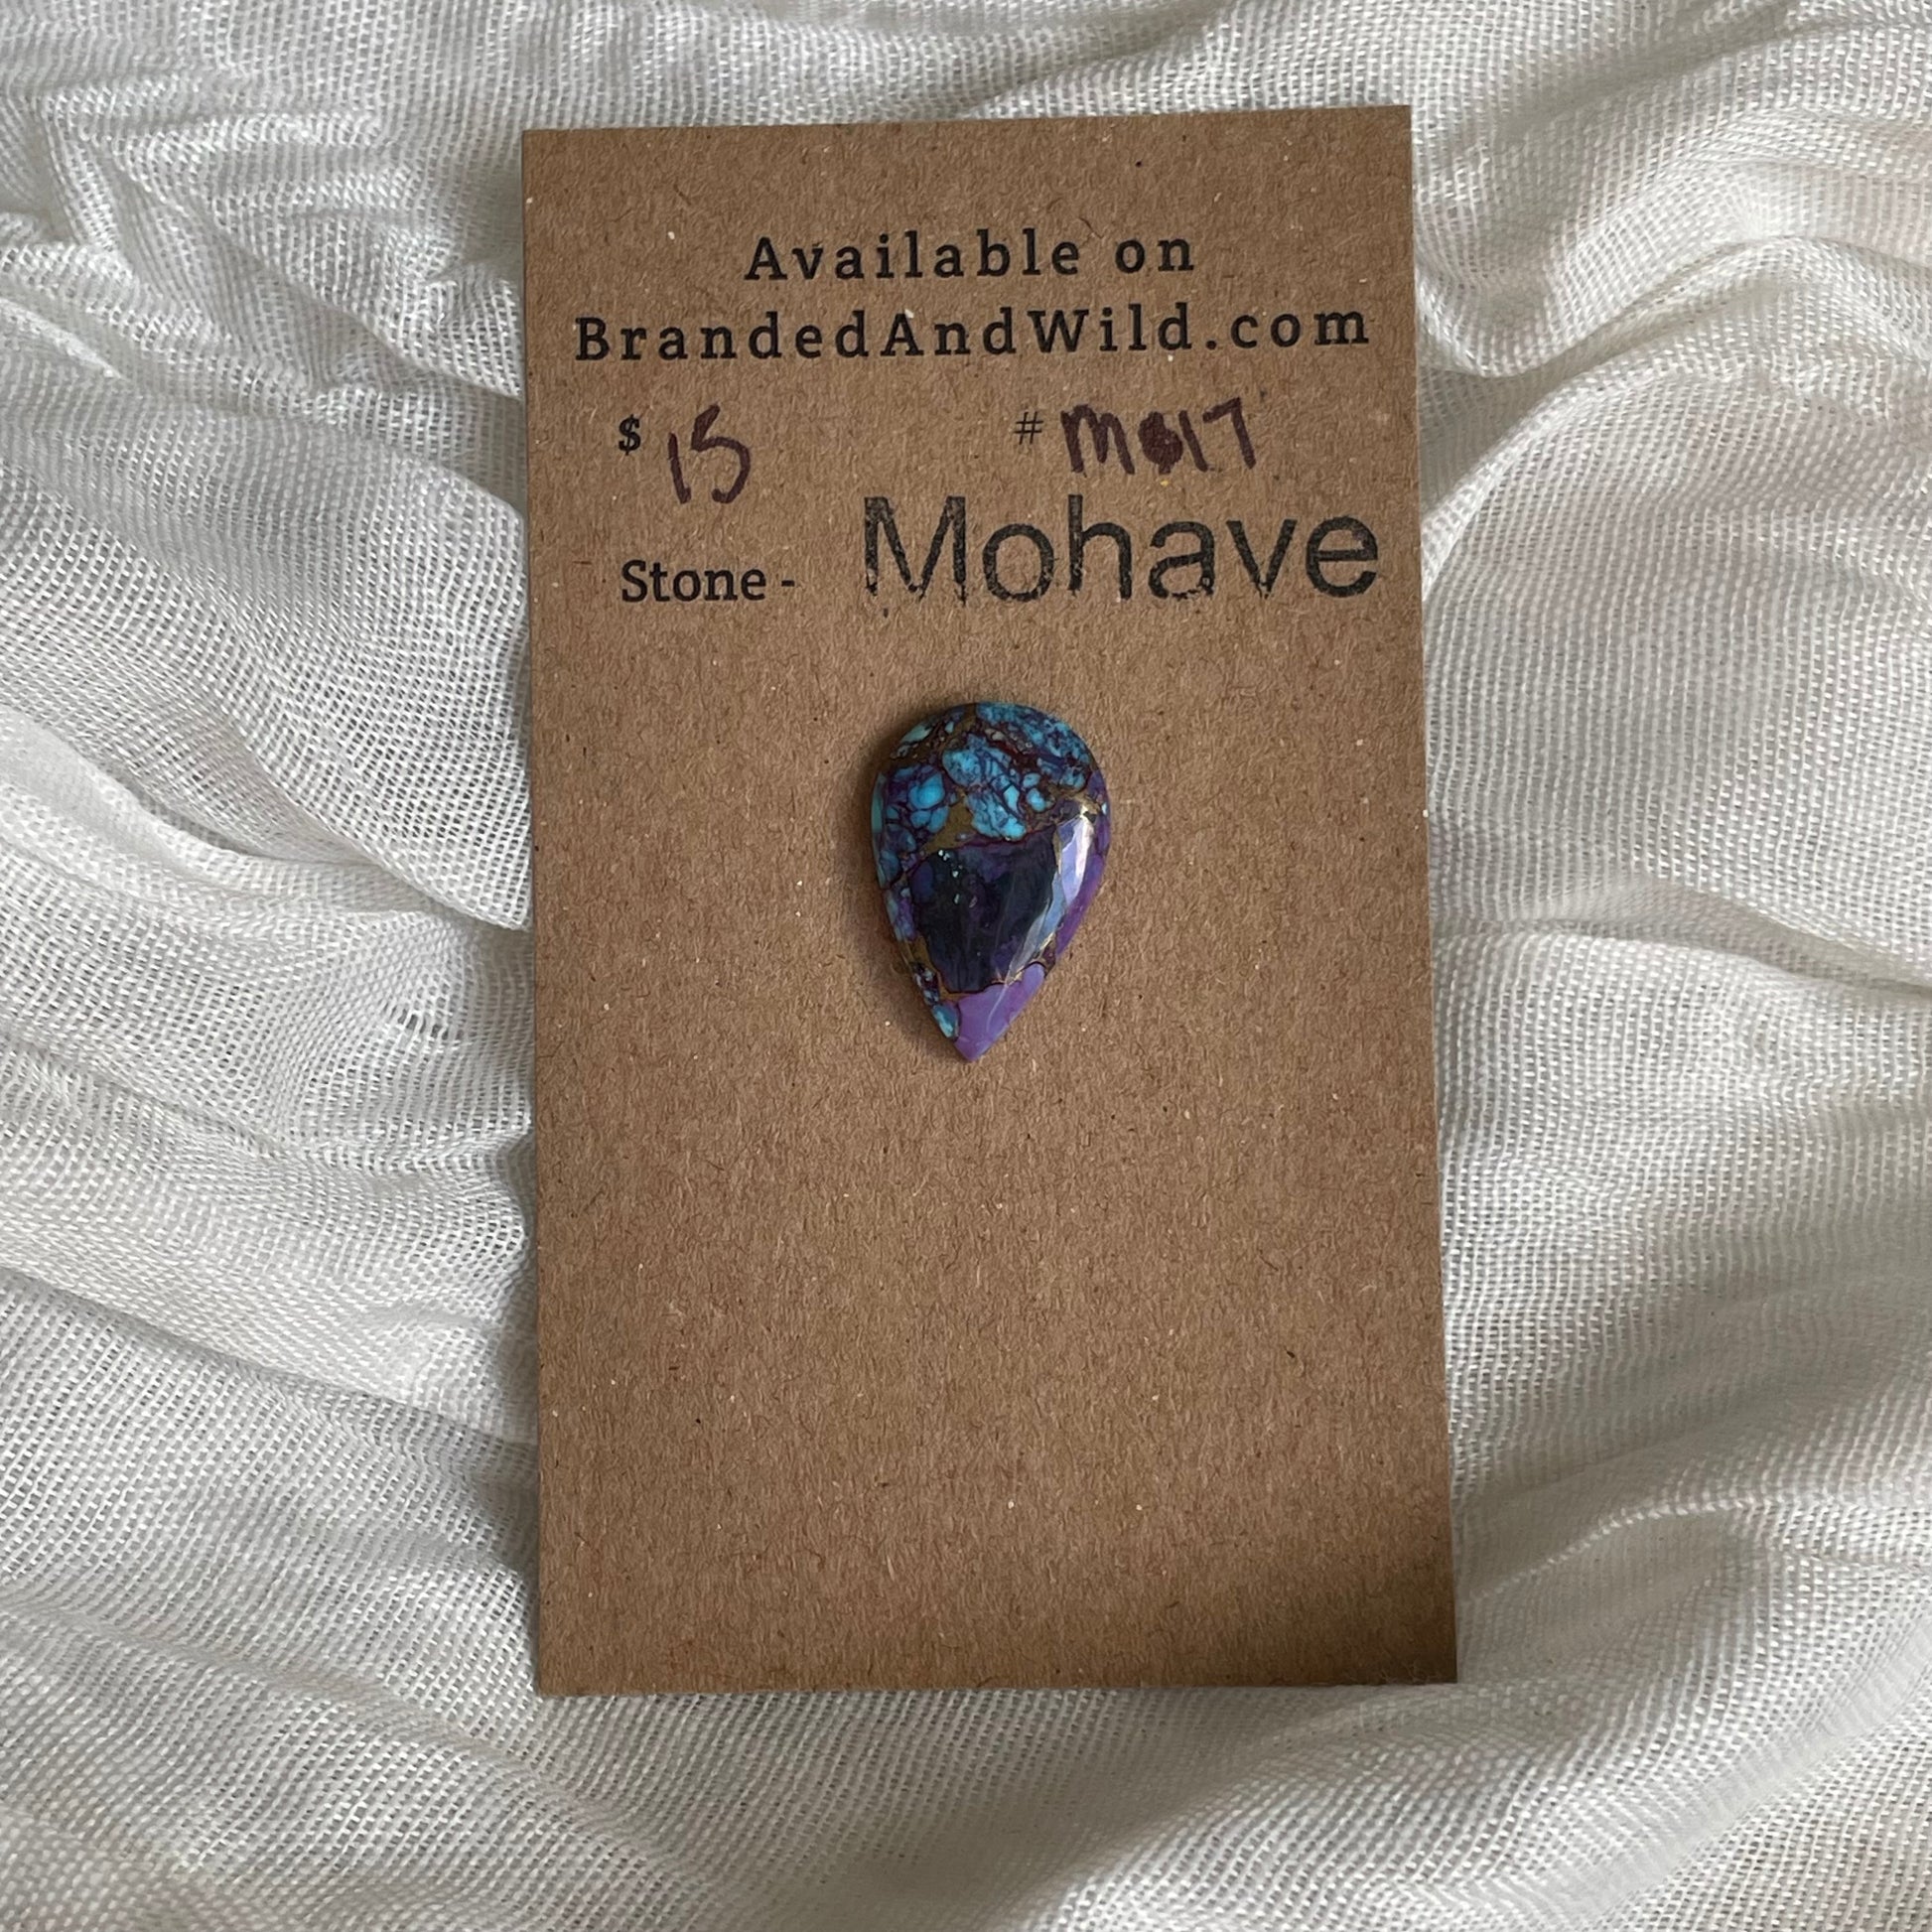 Available on
BrandedAndWild.com
$ 15 # M017
Stone - Mohave